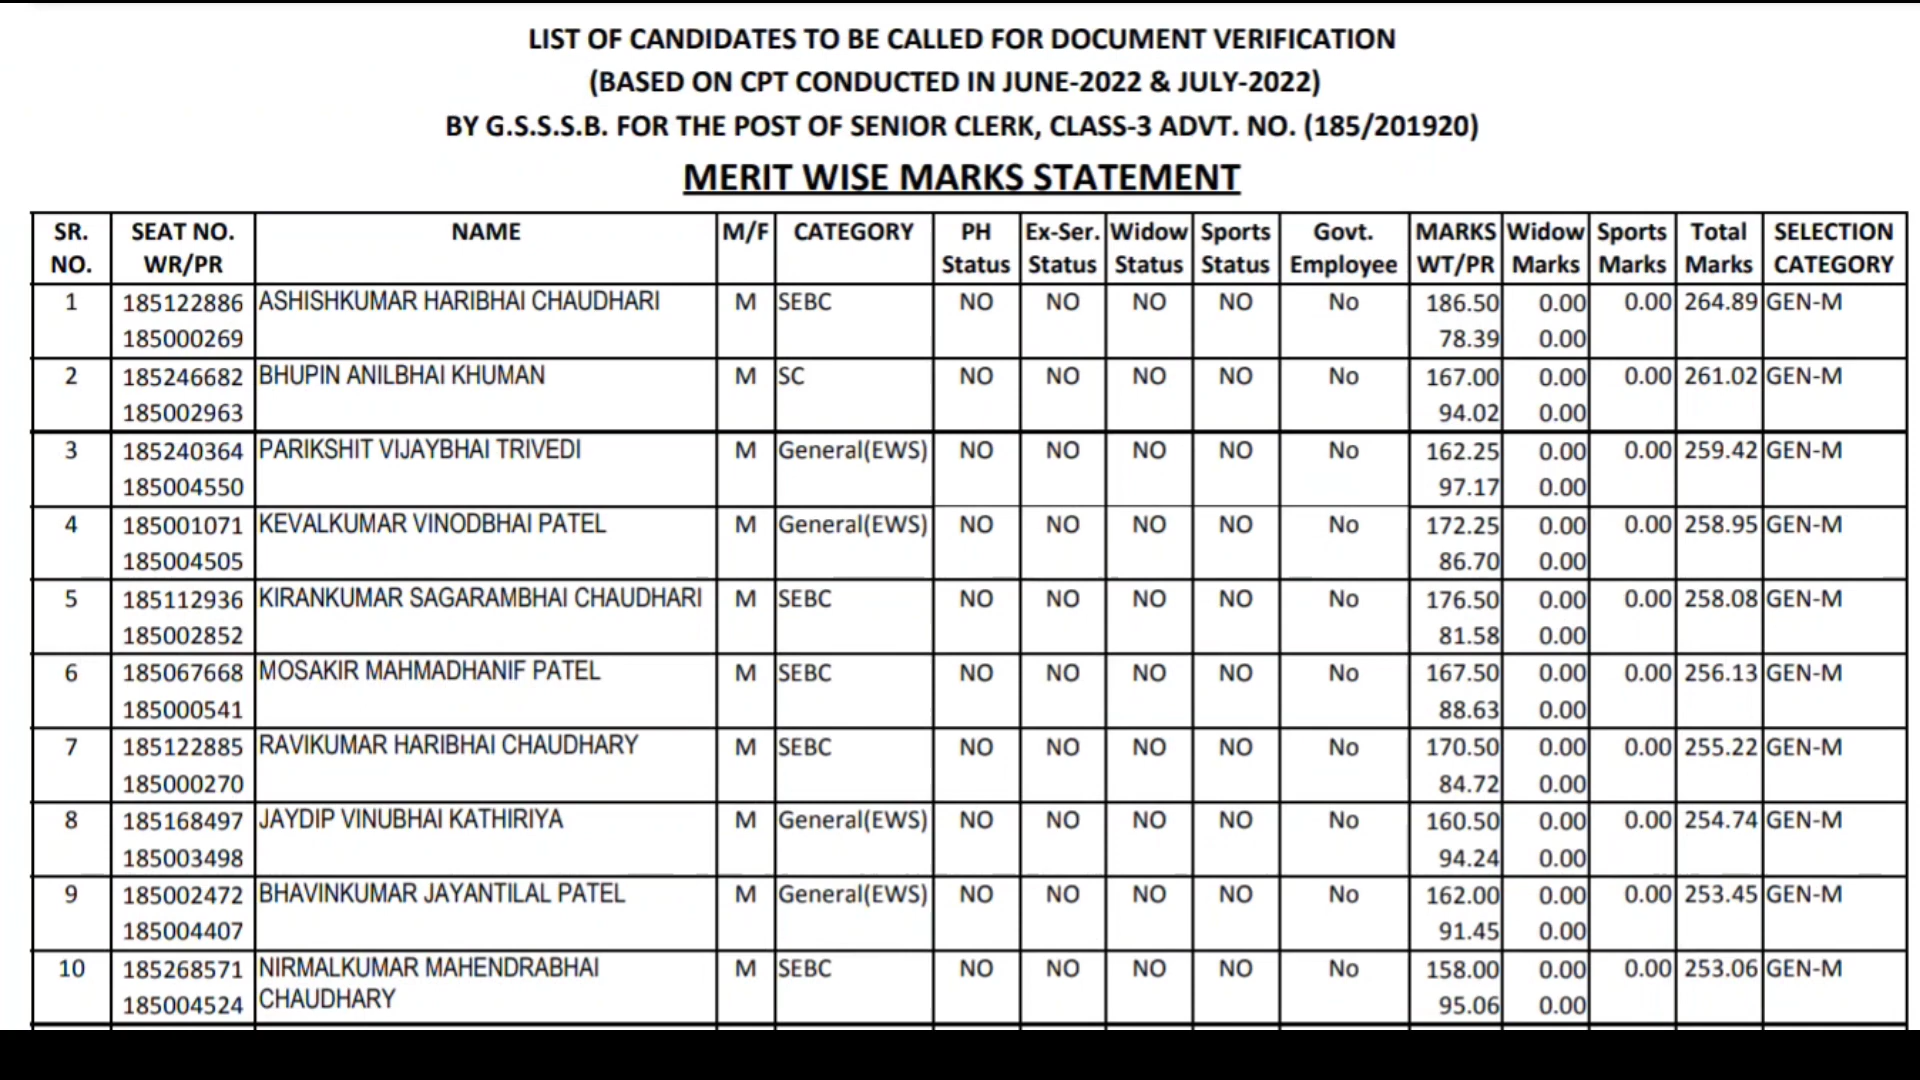 LIST OF CANDIDATES TO BE CALLED FOR DOCUMENT VERIFICATION
(BASED ON CPT CONDUCTED IN JUNE-2022 & JULY-2022)
BY G.S.S.S.B. FOR THE POST OF SENIOR CLERK, CLASS-3 ADVT. NO. (185/201920)
MERIT WISE MARKS STATEMENT
SR. SEAT NO. NAME M/F CATEGORY PH Ex-Ser. Widow Sports Govt. MARKS Widow Sports Total SELECTION
NO. WR/PR Status Status Status Status Employee WT/PR Marks Marks Marks CATEGORY
1 185122886 ASHISHKUMAR HARIBHAI CHAUDHARI M SEBC NO NO NO NO No 186.50 0.00 0.00 264.89 GEN-M
185000269 78.39 0.00
2 185246682 BHUPIN ANILBHAI KHUMAN M SC NO NO NO NO No 167.00 0.00 0.00 261.02 GEN-M
185002963 94.02 0.00
3 185240364 PARIKSHIT VIJAYBHAI TRIVEDI M General(EWS) NO NO NO NO No 162.25 0.00 0.00 259.42 GEN-M
185004550 97.17 0.00
4 185001071 KEVALKUMAR VINODBHAI PATEL M General(EWS) NO NO NO NO No 172.25 0.00 0.00 258.95 GEN-M
185004505 86.70 0.00
5 185112936 KIRANKUMAR SAGARAMBHAI CHAUDHARI M SEBC NO NO NO NO No 176.50 0.00 0.00 258.08 GEN-M
185002852 81.58 0.00
6 185067668 MOSAKIR MAHMADHANIF PATEL M SEBC NO NO NO NO No 167.50 0.00 0.00 256.13 GEN-M
185000541 88.63 0.00
7 185122885 RAVIKUMAR HARIBHAI CHAUDHARY M SEBC NO NO NO NO No 170.50 0.00 0.00 255.22 GEN-M
185000270 84.72 0.00
8 185168497 JAYDIP VINUBHAI KATHIRIYA M General(EWS) NO NO NO NO No 160.50 0.00 0.00 254.74 GEN-M
185003498 94.24 0.00
9 185002472 BHAVINKUMAR JAYANTILAL PATEL M General(EWS) NO NO NO NO No 162.00 0.00 0.00 253.45 GEN-M
185004407 91.45 0.00
10 185268571 NIRMALKUMAR MAHENDRABHAI M SEBC NO NO NO NO No 158.00 0.00 0.00 253.06 GEN-M
185004524 CHAUDHARY 95.06 0.00